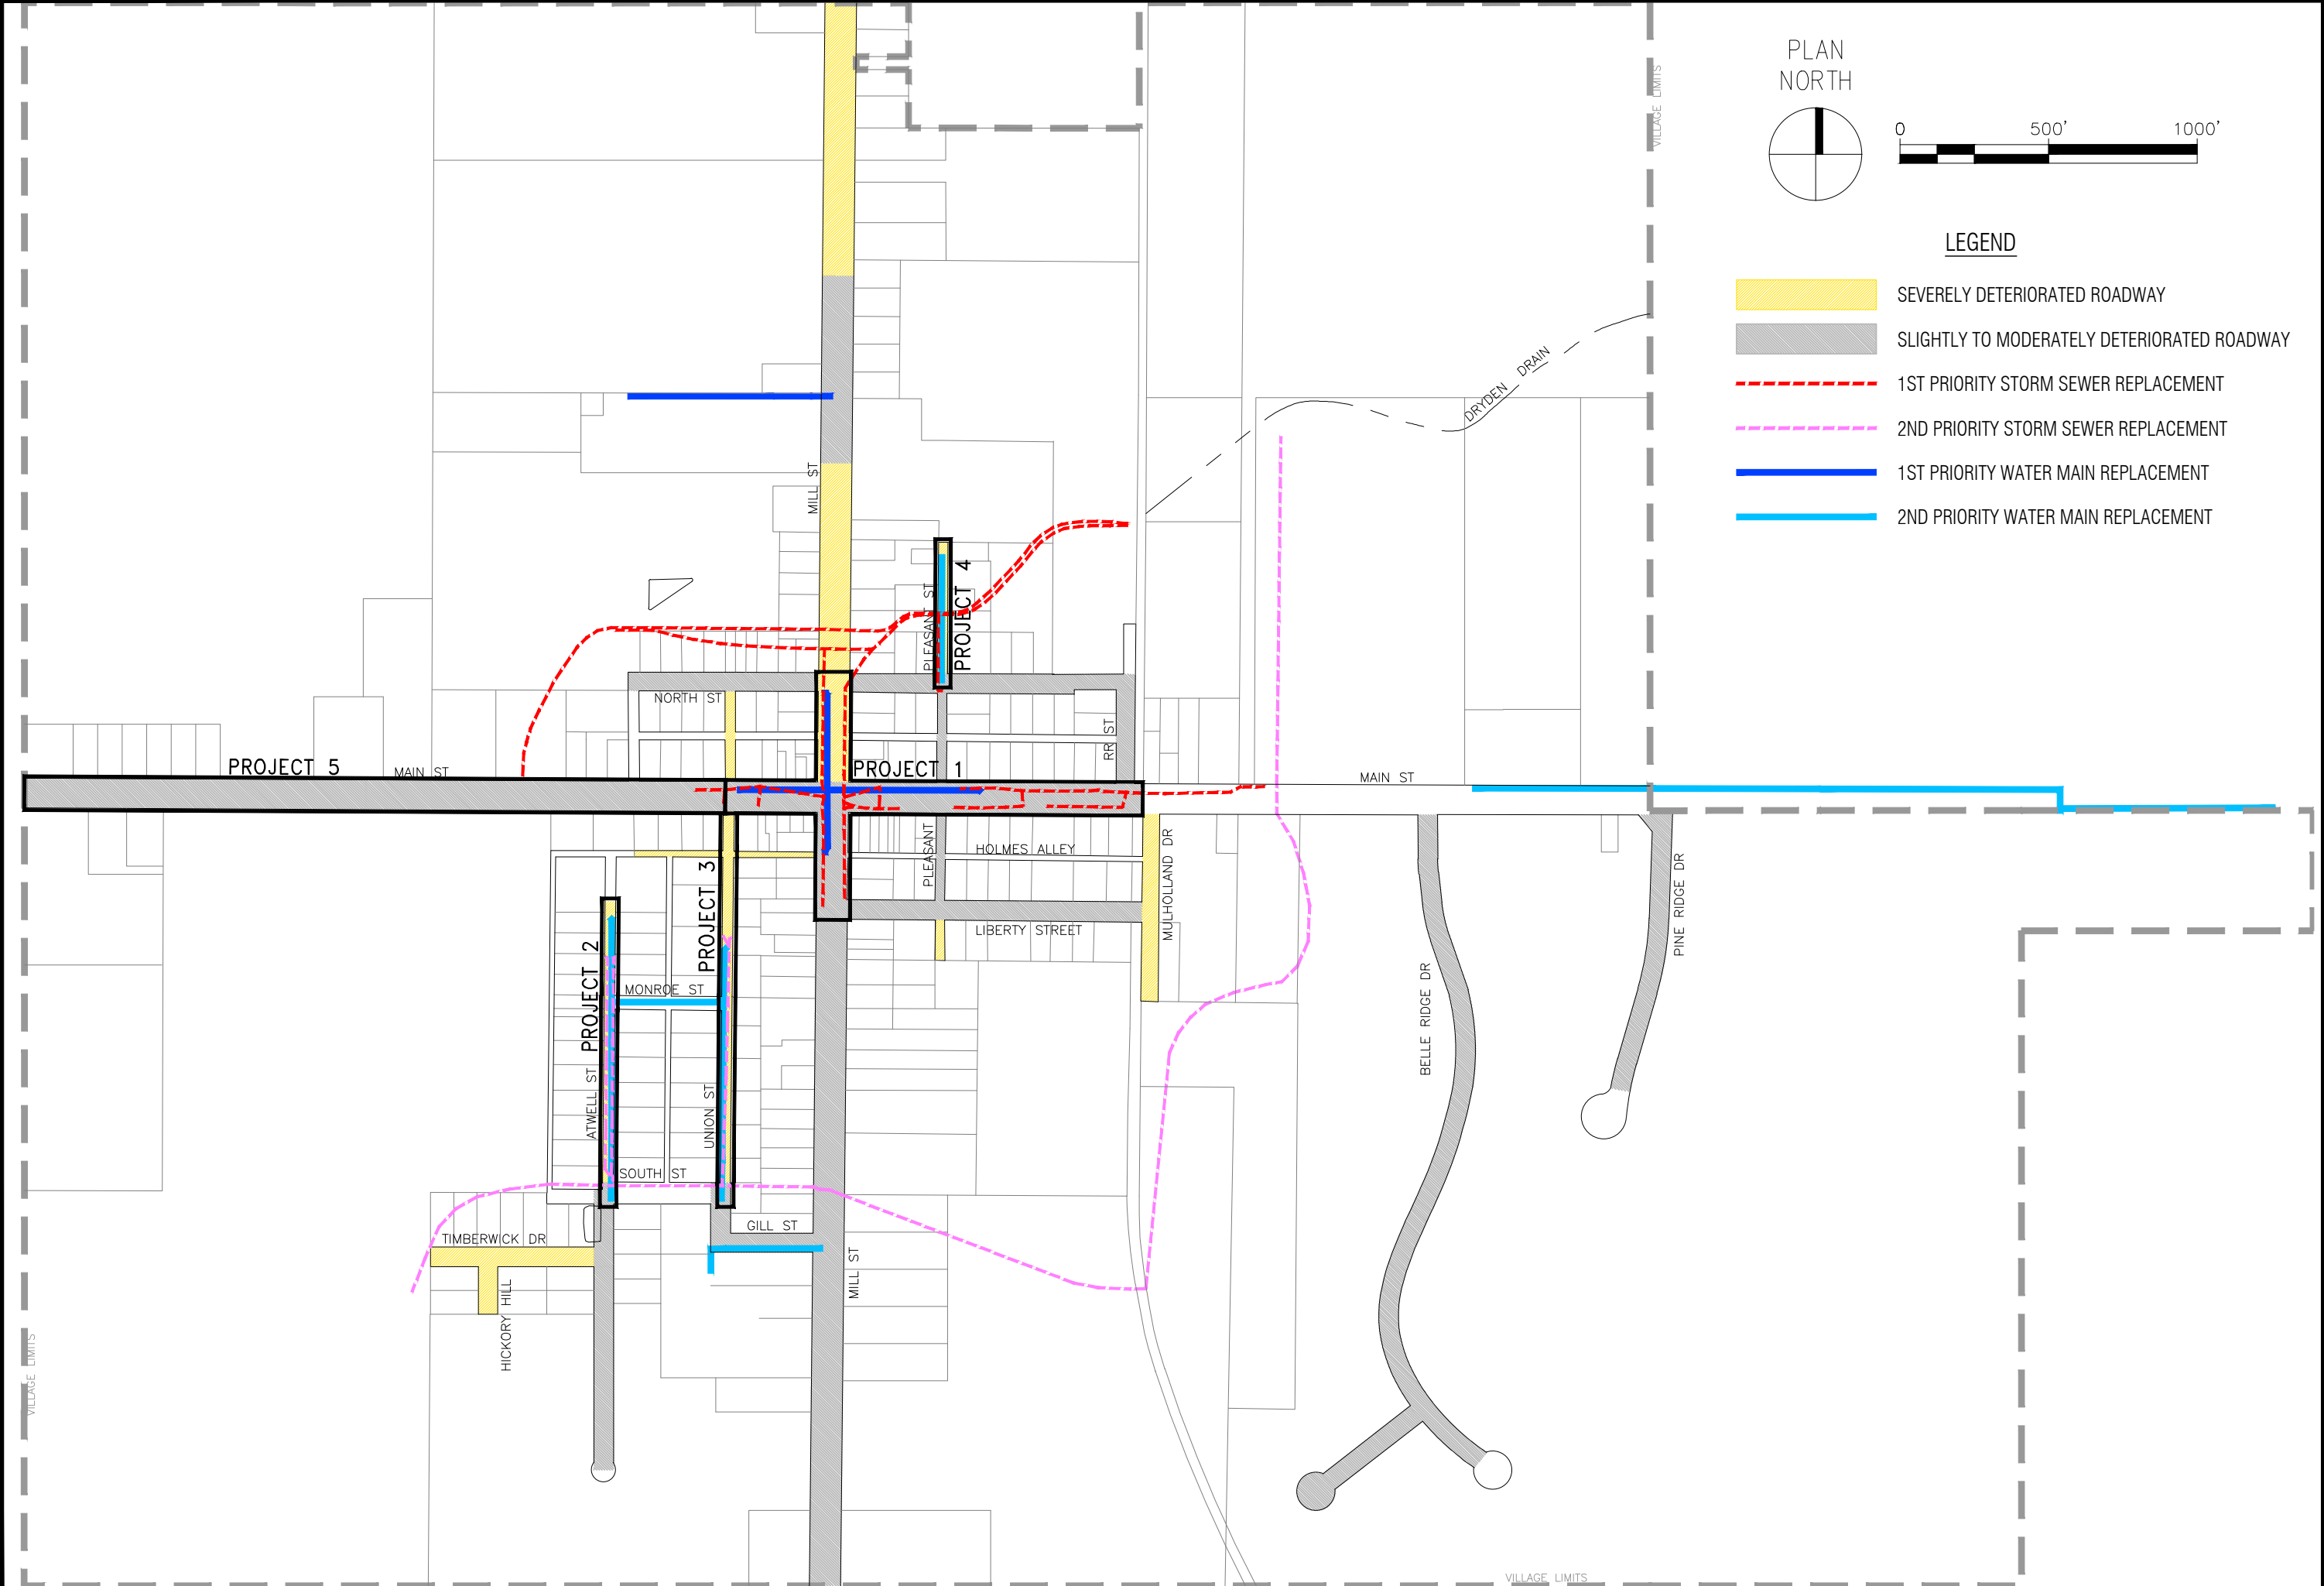 PLAN
NORTH
0 500' 1000'
VILLAGE LIMITS
LEGEND
SEVERELY DETERIORATED ROADWAY
SLIGHTLY TO MODERATELY DETERIORATED ROADWAY
1ST PRIORITY STORM SEWER REPLACEMENT
2ND PRIORITY STORM SEWER REPLACEMENT
1ST PRIORITY WATER MAIN REPLACEMENT
2ND PRIORITY WATER MAIN REPLACEMENT
DRYDEN DRAIN
MILL ST
PLEASANT ST
PROJECT 4
NORTH ST
RR ST
PROJECT 5
MAIN ST
PROJECT 1
MAIN ST
PLEASANT
HOLMES ALLEY
MULHOLLAND DR
PROJECT 3
LIBERTY STREET
PINE RIDGE DR
PROJECT 2
MONROE ST
BELLE RIDGE DR
ATWELL ST
UNION ST
SOUTH ST
GILL ST
TIMBERWICK DR
MILL ST
HICKORY HILL
VILLAGE LIMITS
VILLAGE LIMITS